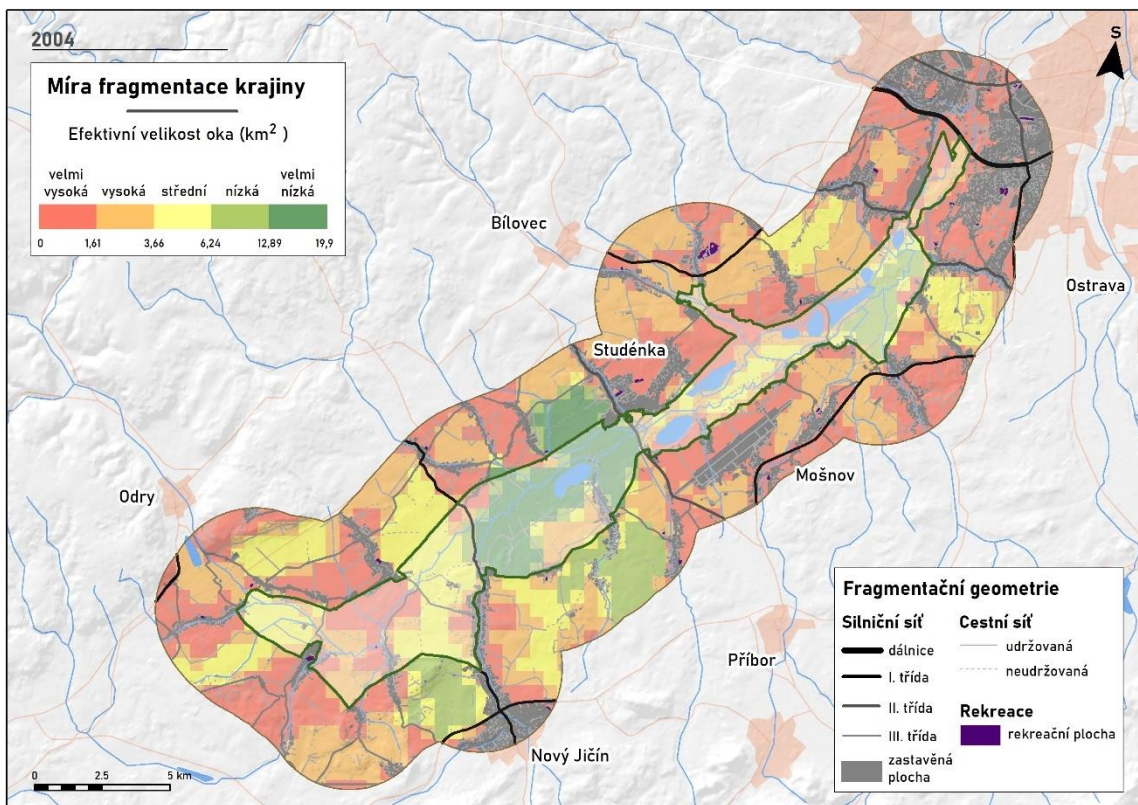 2004
Míra fragmentace krajiny
Efektivní velikost oka (km² )
velmi vysoká
vysoká
střední
nízká
velmi nízká
0 1,61 3,66 6,24 12,89 19,9
S
Bílovec
Ostrava
Studénka
Mošnov
Odry
Příbor
Nový Jičín
0 2.5 5 km
Fragmentační geometrie
Silniční síť
dálnice
I. třída
II. třída
III. třída
zastavěná
plocha
Cestní síť
udržovaná
neudržovaná
Rekreace
rekreační plocha